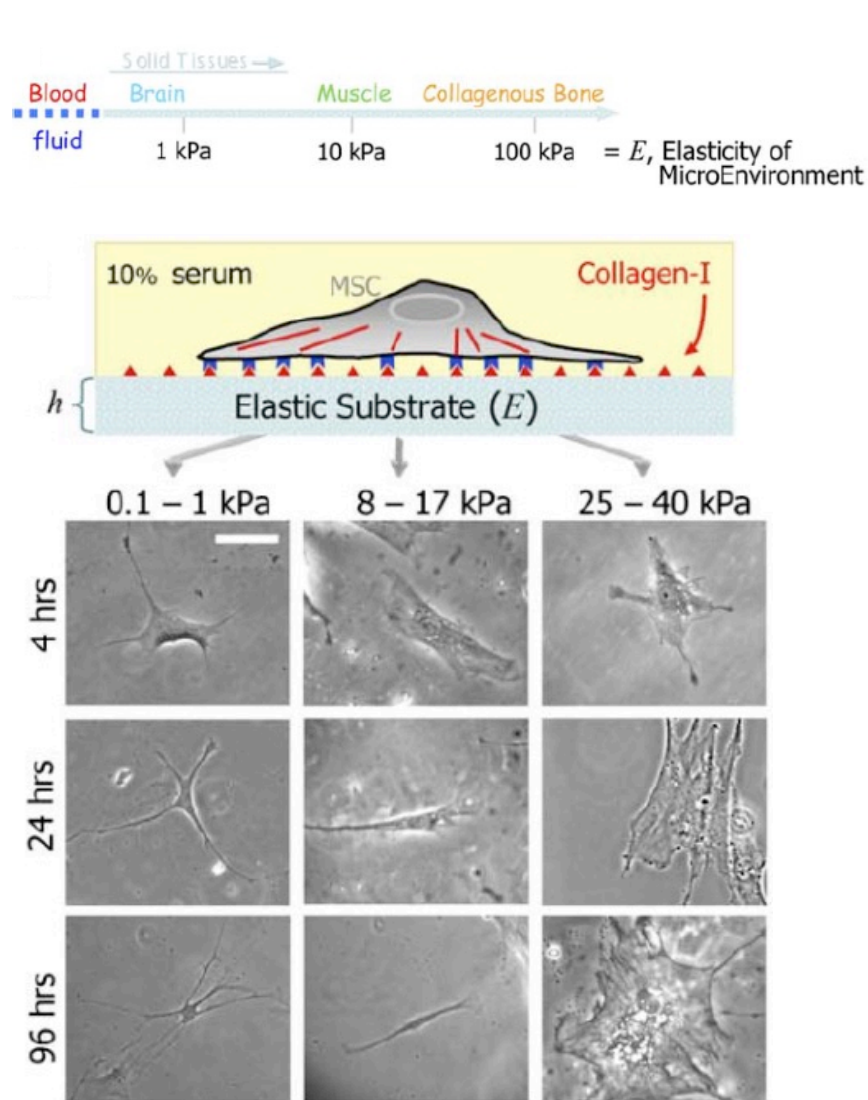 Solid Tissues
Blood Brain Muscle Collagenous Bone
fluid
1 kPa 10 kPa 100 kPa = E, Elasticity of
MicroEnvironment
10% serum
MSC
Collagen-I
h
Elastic Substrate (E)
0.1 – 1 kPa 8 – 17 kPa 25 – 40 kPa
4 hrs
24 hrs
96 hrs